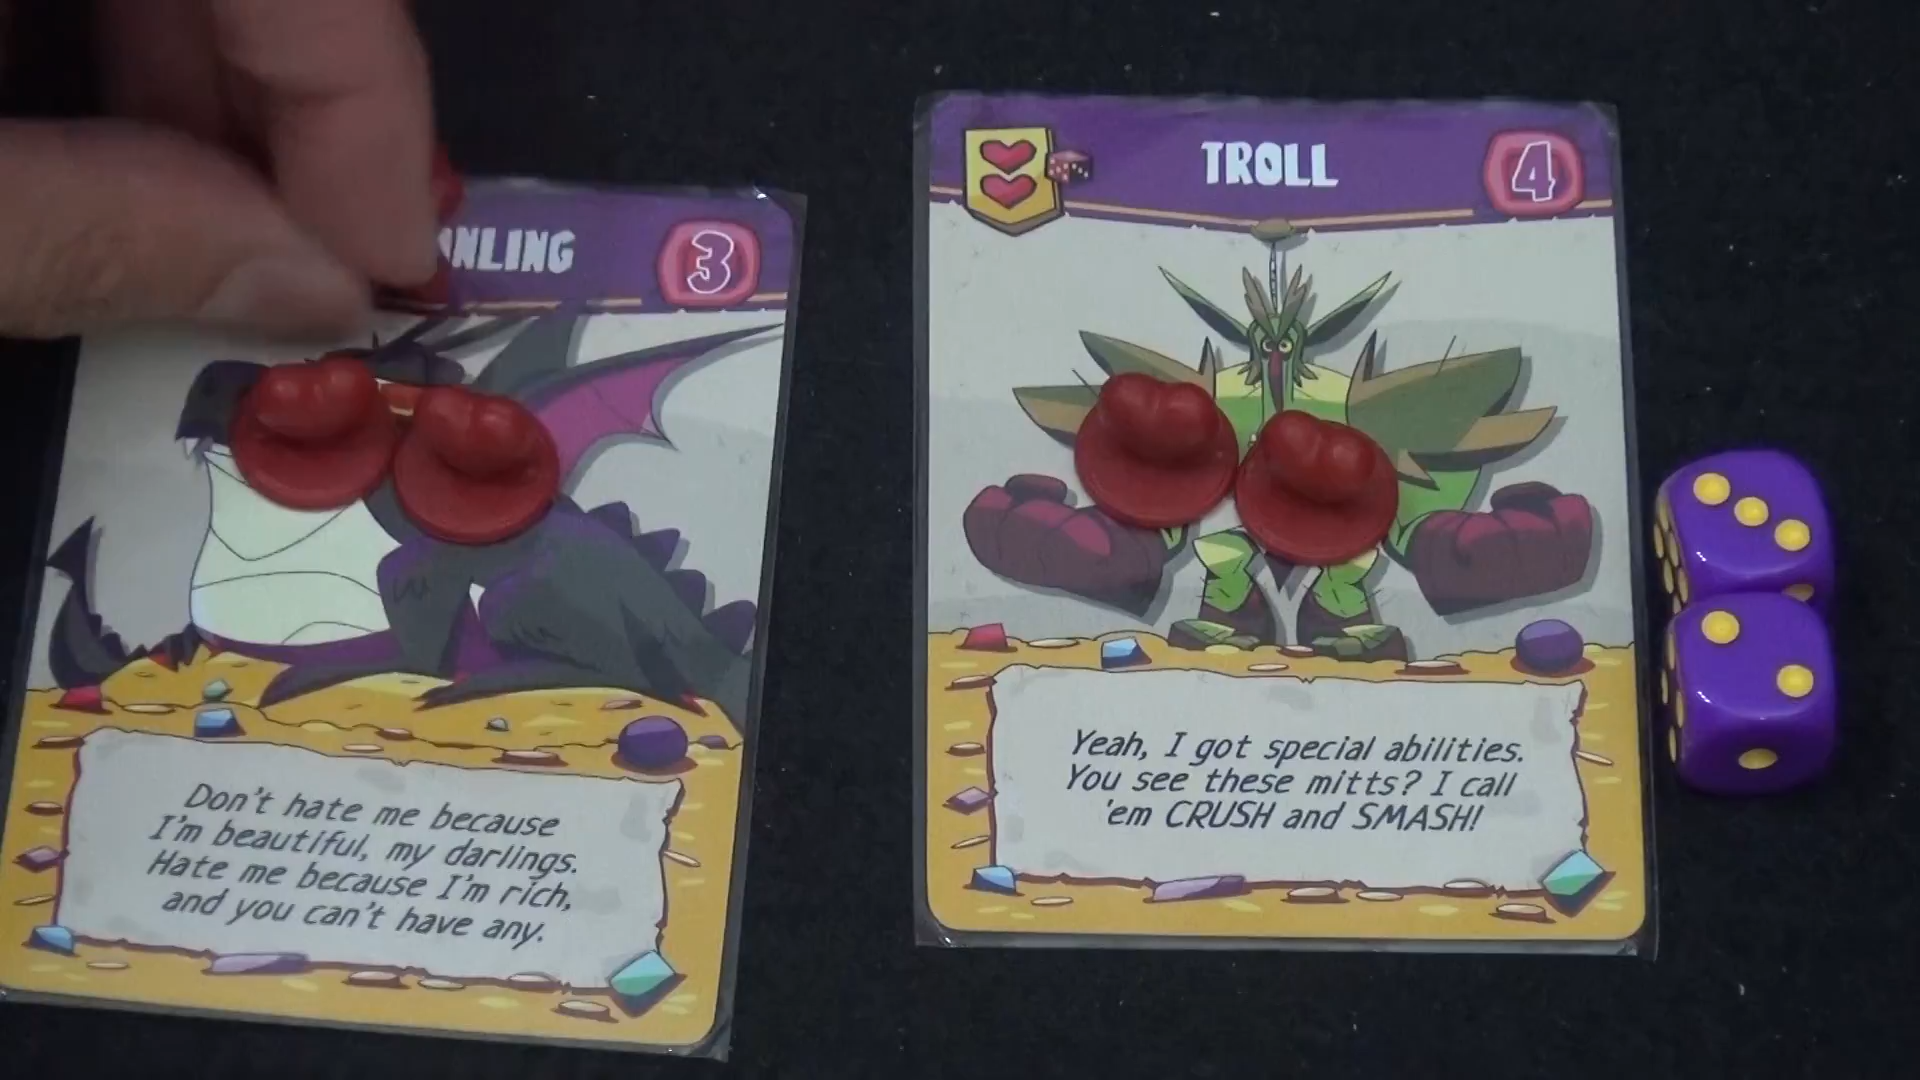 NLING
3
Don't hate me because
I'm beautiful, my darlings.
Hate me because I'm rich,
and you can't have any.
TROLL
4
Yeah, I got special abilities.
You see these mitts? I call
'em CRUSH and SMASH!